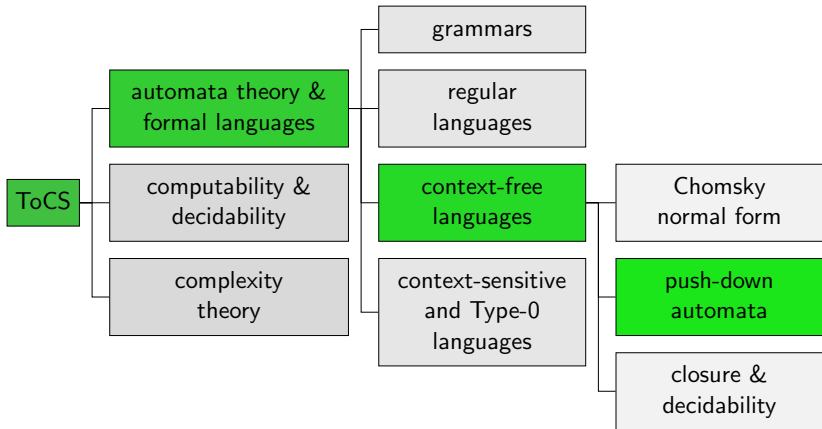 ToCS
automata theory &
formal languages
computability &
decidability
complexity
theory
grammars
regular
languages
context-free
languages
context-sensitive
and Type-0
languages
Chomsky
normal form
push-down
automata
closure &
decidability